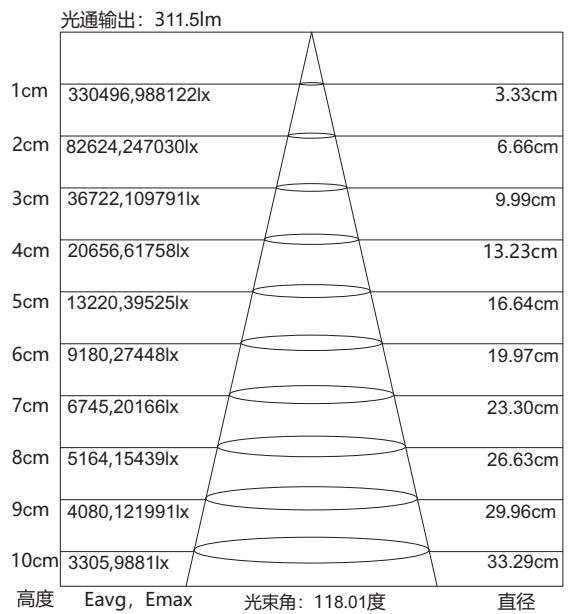 光通输出：311.5lm
1cm 330496,988122lx 3.33cm
2cm 82624,247030lx 6.66cm
3cm 36722,109791lx 9.99cm
4cm 20656,61758lx 13.23cm
5cm 13220,39525lx 16.64cm
6cm 9180,27448lx 19.97cm
7cm 6745,20166lx 23.30cm
8cm 5164,15439lx 26.63cm
9cm 4080,121991lx 29.96cm
10cm 3305,9881lx 33.29cm
高度 Eavg，Emax 光束角：118.01度 直径